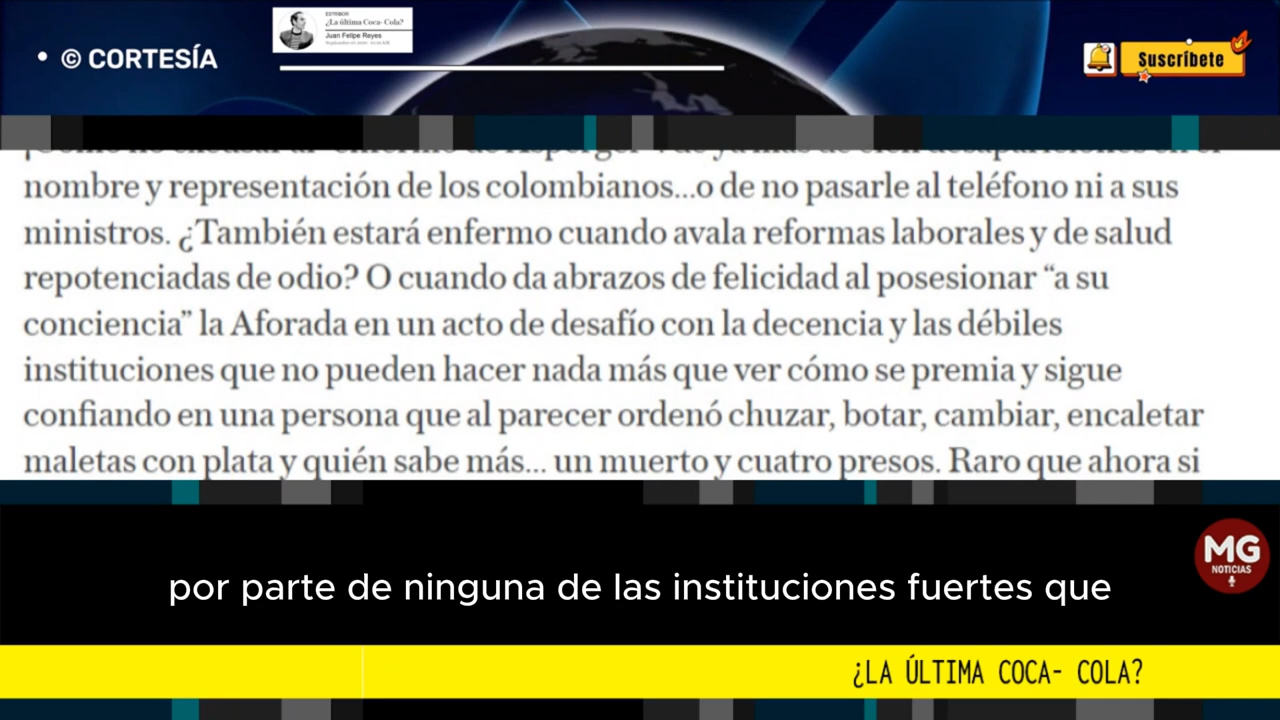 • © CORTESÍA
¿La última Coca- Cola?
Juan Felipe Reyes
Suscríbete
nombre y representación de los colombianos...o de no pasarle al teléfono ni a sus
ministros. ¿También estará enfermo cuando avala reformas laborales y de salud
repotenciadas de odio? O cuando da abrazos de felicidad al posesionar “a su
conciencia” la Aforada en un acto de desafío con la decencia y las débiles
instituciones que no pueden hacer nada más que ver cómo se premia y sigue
confiando en una persona que al parecer ordenó chuzar, botar, cambiar, encaletar
maletas con plata y quién sabe más... un muerto y cuatro presos. Raro que ahora si
MG
NOTICIAS
por parte de ninguna de las instituciones fuertes que
¿LA ÚLTIMA COCA- COLA?